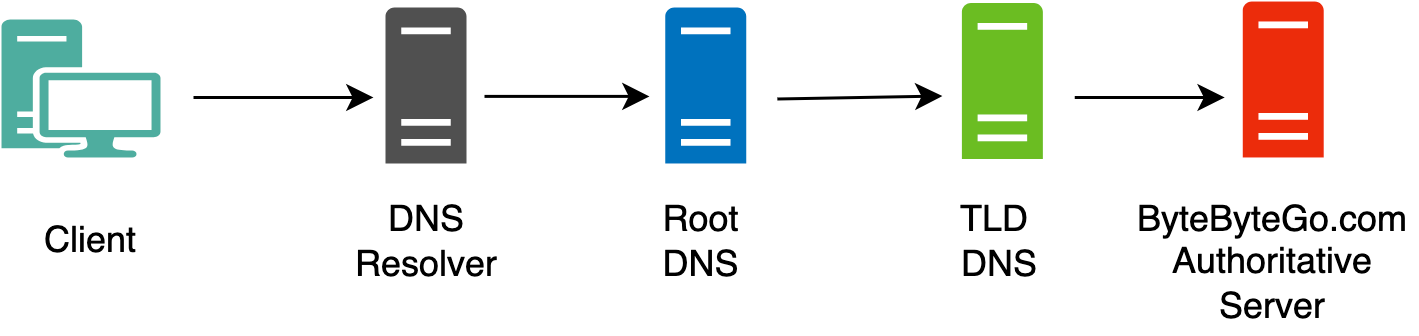 Client
DNS
Resolver
Root
DNS
TLD
DNS
ByteByteGo.com
Authoritative
Server